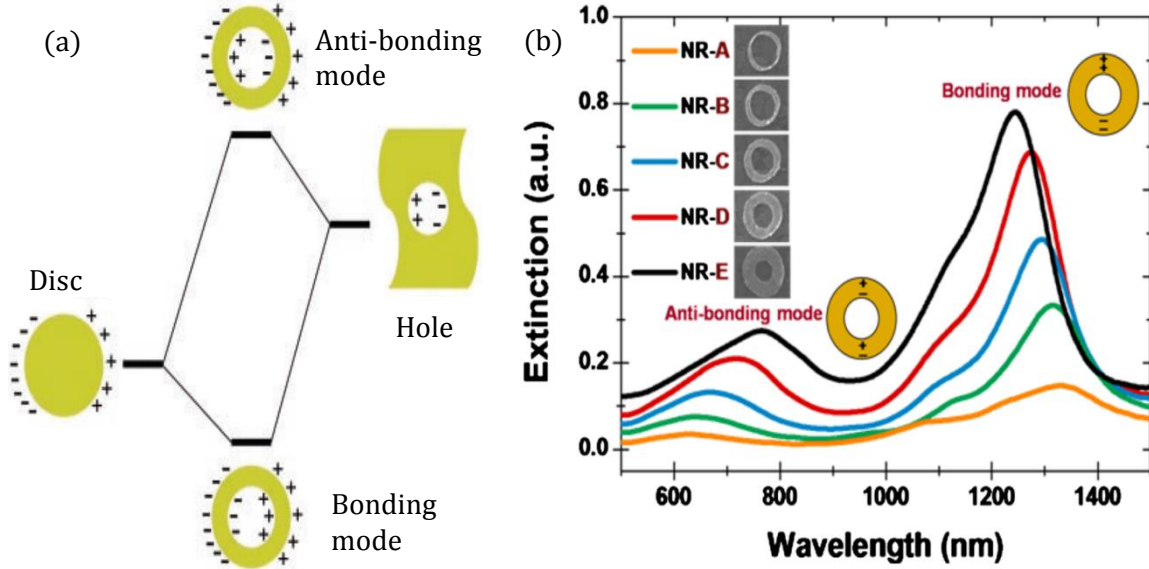 (a)
Anti-bonding
mode
Disc
Hole
Bonding
mode
(b)
Extinction (a.u.)
1.0
0.8
0.6
0.4
0.2
0.0
NR-A
NR-B
NR-C
NR-D
NR-E
Bonding mode
Anti-bonding mode
600
800
1000
1200
1400
Wavelength (nm)